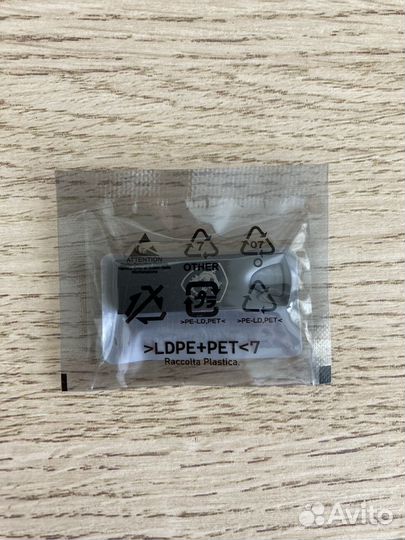 7
07
ATTENTION
OTHER
O
>PE-LD,PET<
>PE-LD,PET<
>LDPE+PET<7
Raccolta Plastica.
Avito